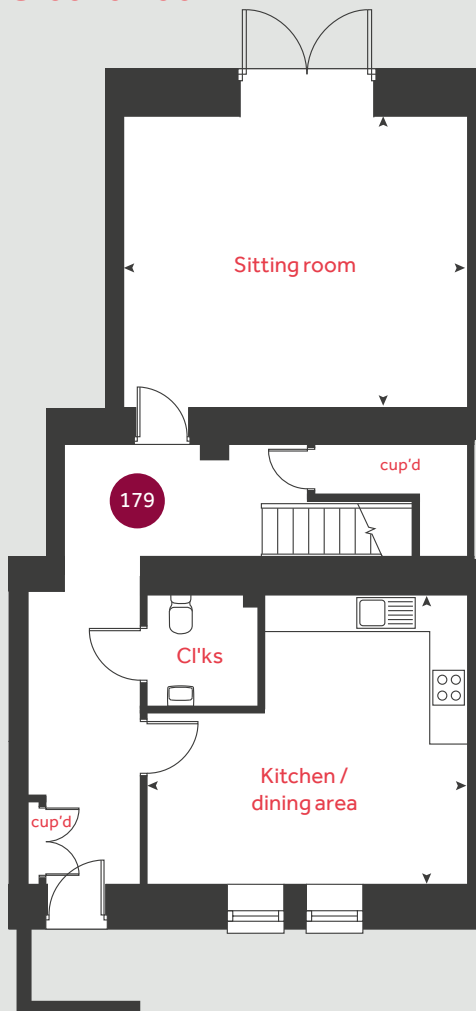 Sitting room
cup'd
179
Cl'ks
Kitchen /
dining area
cup'd